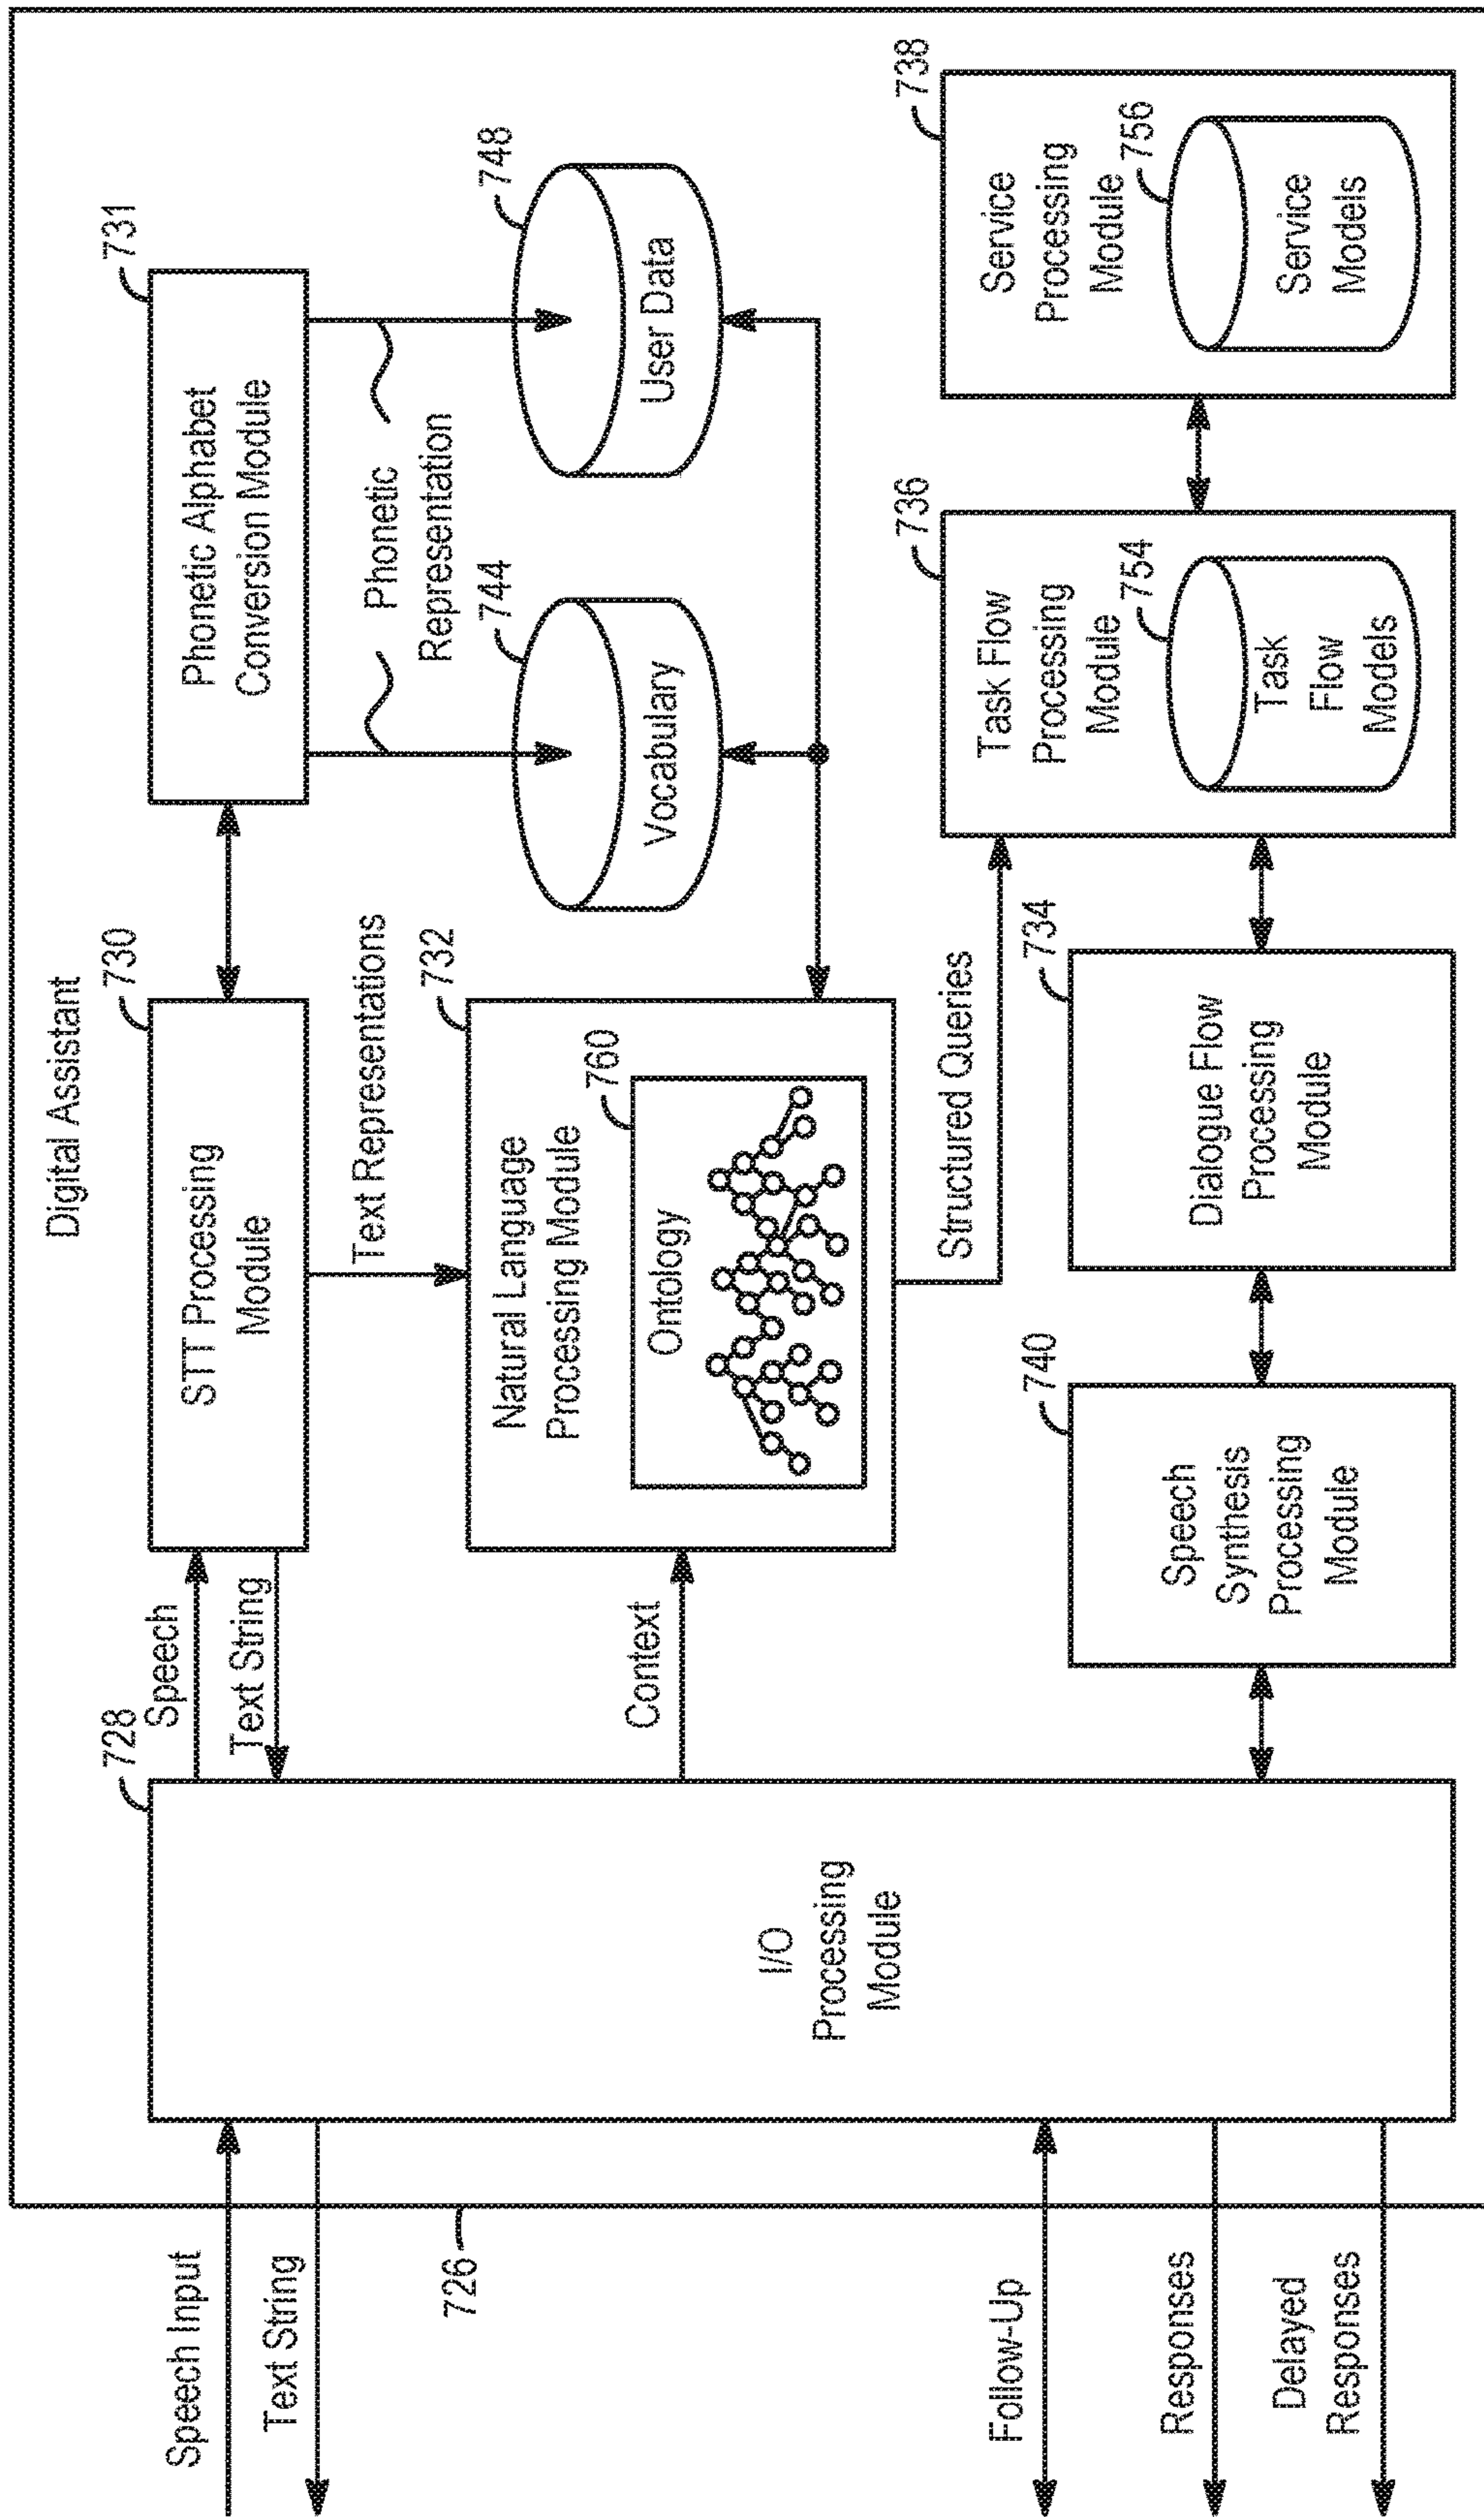 Digital Assistant
Speech Input
Text String
726
Follow-Up
Responses
Delayed
Responses
728
I/O
Processing
Module
Speech
Text String
Context
730
STT Processing
Module
Text Representations
731
Phonetic Alphabet
Conversion Module
Phonetic
Representation
744
Vocabulary
748
User Data
732
Natural Language
Processing Module
760
Ontology
Structured Queries
740
Speech
Synthesis
Processing
Module
734
Dialogue Flow
Processing
Module
736
Task Flow
Processing
Module
754
Task
Flow
Models
738
Service
Processing
Module
756
Service
Models